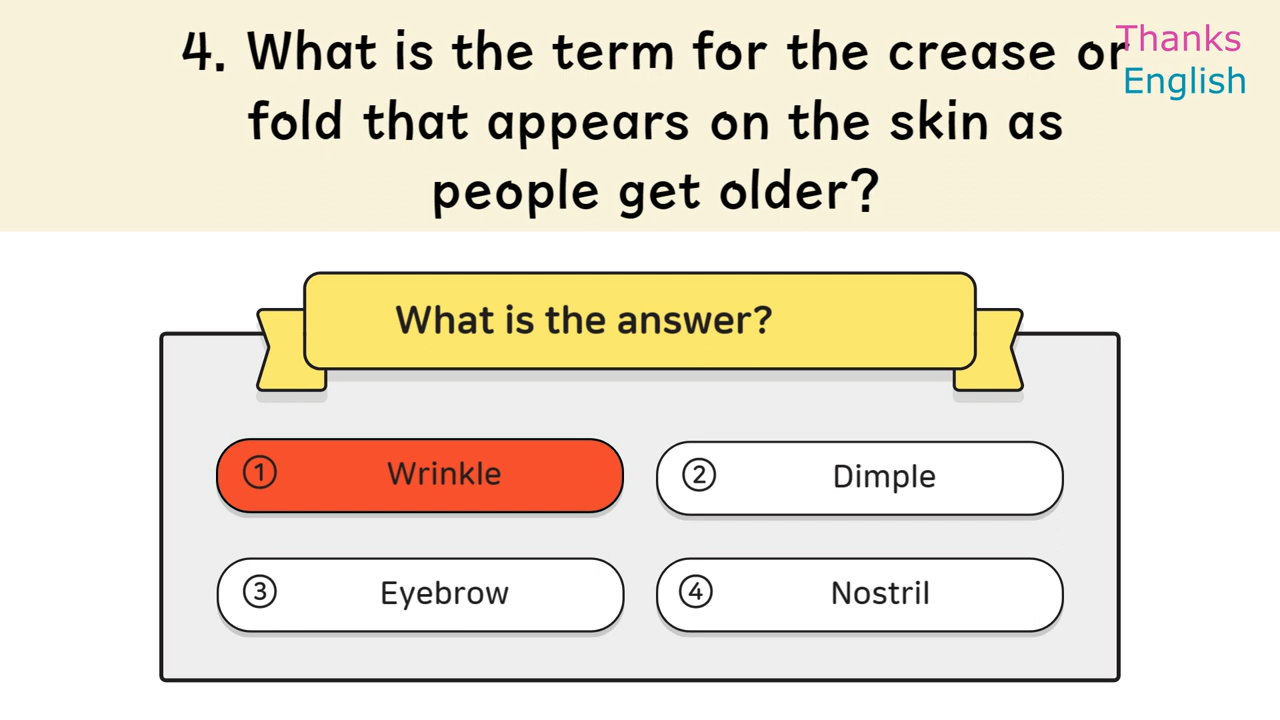 4. What is the term for the crease or
fold that appears on the skin as
people get older?
Thanks
English
What is the answer?
① Wrinkle
② Dimple
③ Eyebrow
④ Nostril